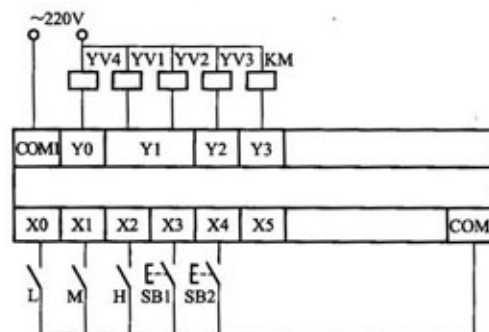 ~220V
YV4 YV1 YV2 YV3 KM
COM1 Y0 Y1 Y2 Y3
X0 X1 X2 X3 X4 X5 COM
L M H SB1 SB2